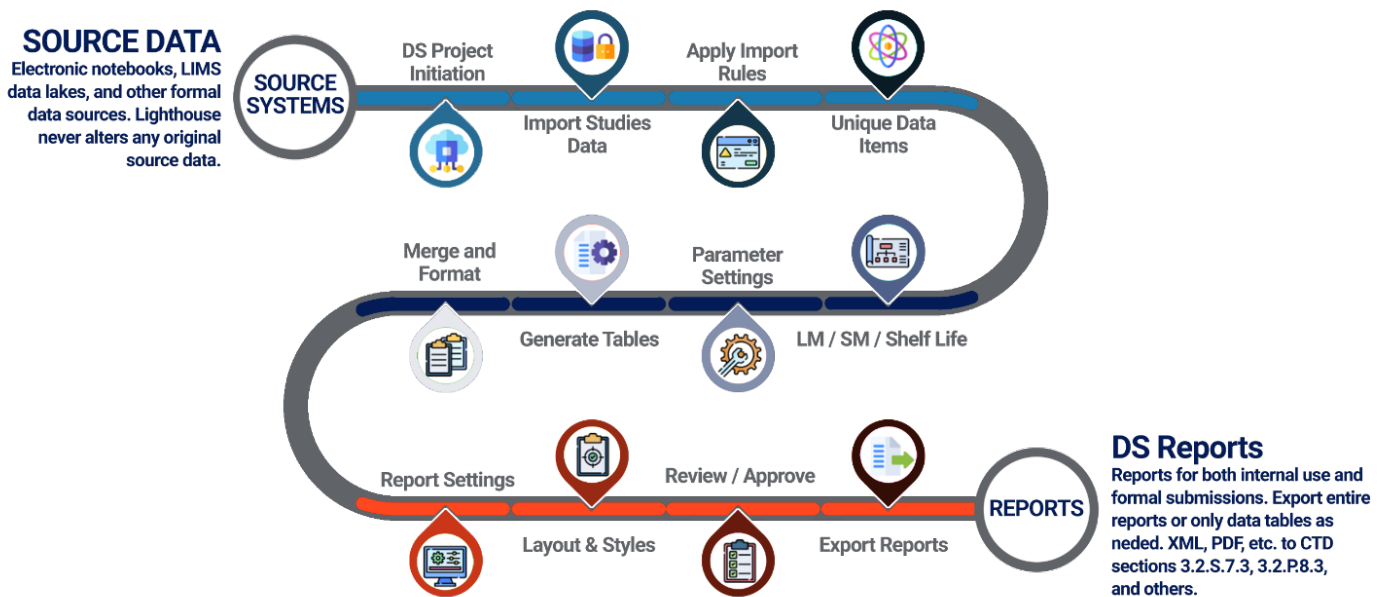 SOURCE DATA
Electronic notebooks, LIMS
data lakes, and other formal
data sources. Lighthouse
never alters any original
source data.
SOURCE
SYSTEMS
DS Project
Initiation
Import Studies
Data
Apply Import
Rules
Unique Data
Items
LM / SM / Shelf Life
Parameter
Settings
Generate Tables
Merge and
Format
Report Settings
Layout & Styles
Review / Approve
Export Reports
REPORTS
DS Reports
Reports for both internal use and
formal submissions. Export entire
reports or only data tables as
neded. XML, PDF, etc. to CTD
sections 3.2.S.7.3, 3.2.P.8.3,
and others.